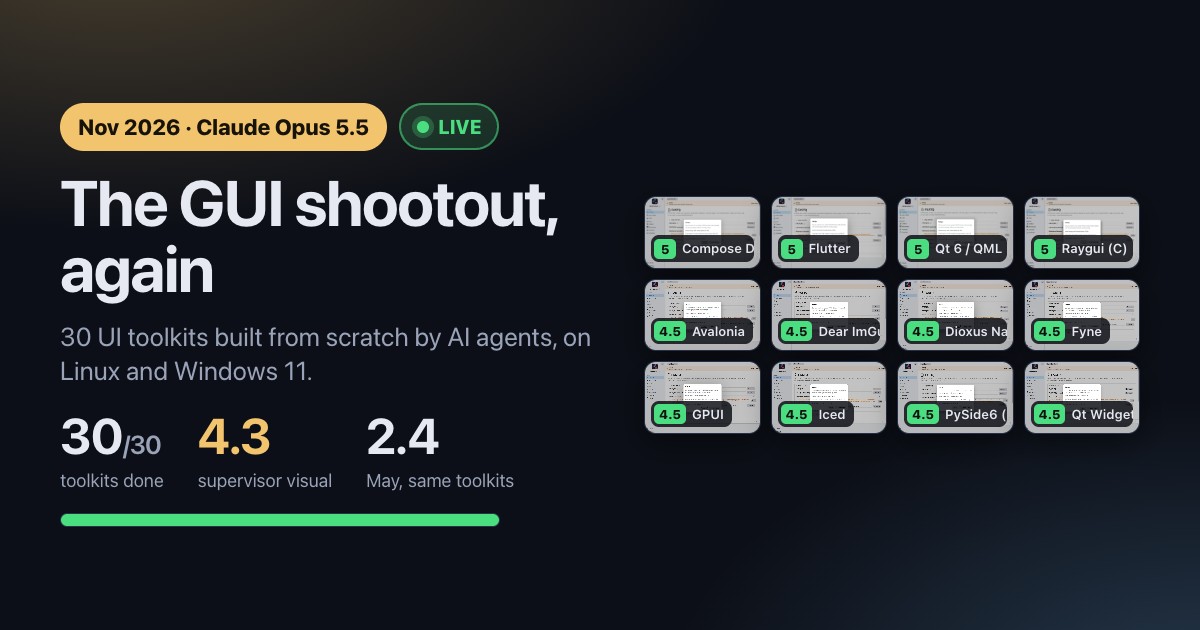 Nov 2026 · Claude Opus 5.5
LIVE
The GUI shootout,
again
30 UI toolkits built from scratch by AI agents, on
Linux and Windows 11.
30/30
toolkits done
4.3
supervisor visual
2.4
May, same toolkits
5 Compose D
5 Flutter
5 Qt 6 / QML
5 Raygui (C)
4.5 Avalonia
4.5 Dear ImGu
4.5 Dioxus Na
4.5 Fyne
4.5 GPUI
4.5 Iced
4.5 PySide6 (
4.5 Qt Widget